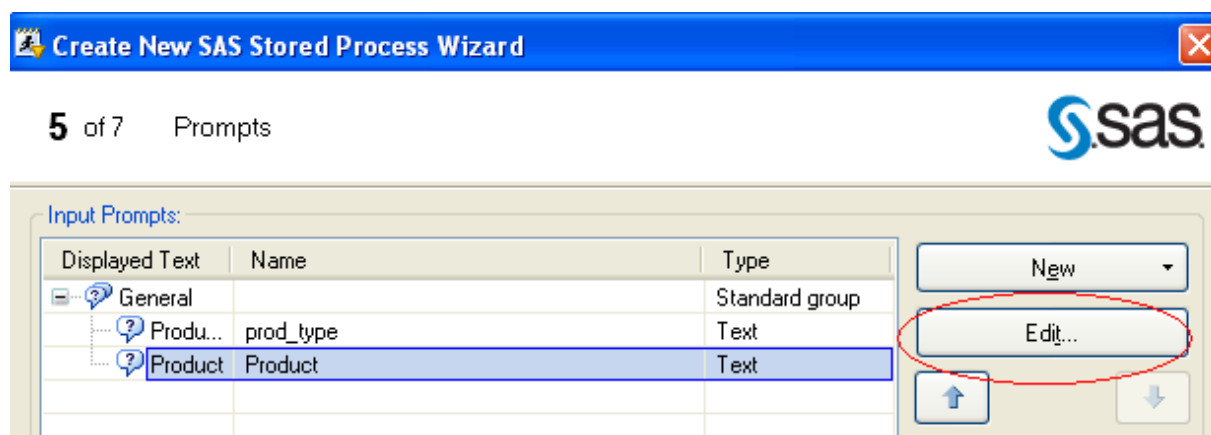 Create New SAS Stored Process Wizard
5 of 7 Prompts
sas
Input Prompts:
Displayed Text Name Type New
General Standard group
Produ... prod_type Text Edit...
Product Product Text